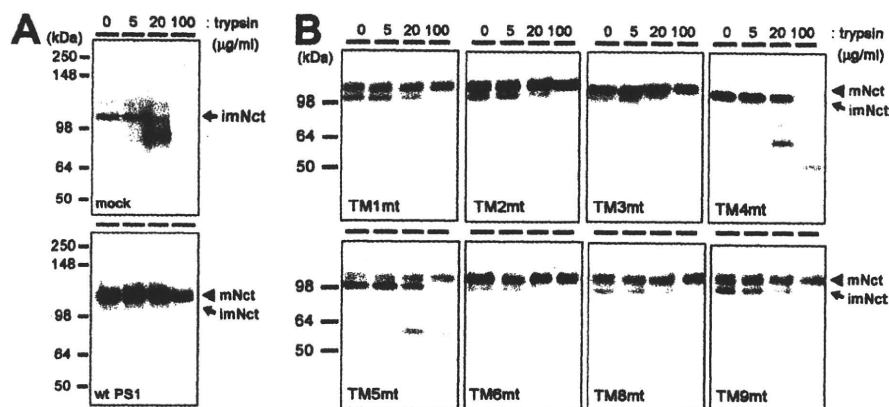 A
0 5 20 100 : trypsin
(kDa) (µg/ml)
250
148
98
64
50
imNct
mock
250
148
98
64
50
mNct
imNct
wt PS1
B
0 5 20 100 0 5 20 100 0 5 20 100 0 5 20 100 : trypsin
(kDa) (µg/ml)
98
64
50
mNct
imNct
TM1mt TM2mt TM3mt TM4mt
98
64
50
mNct
imNct
TM5mt TM6mt TM8mt TM9mt